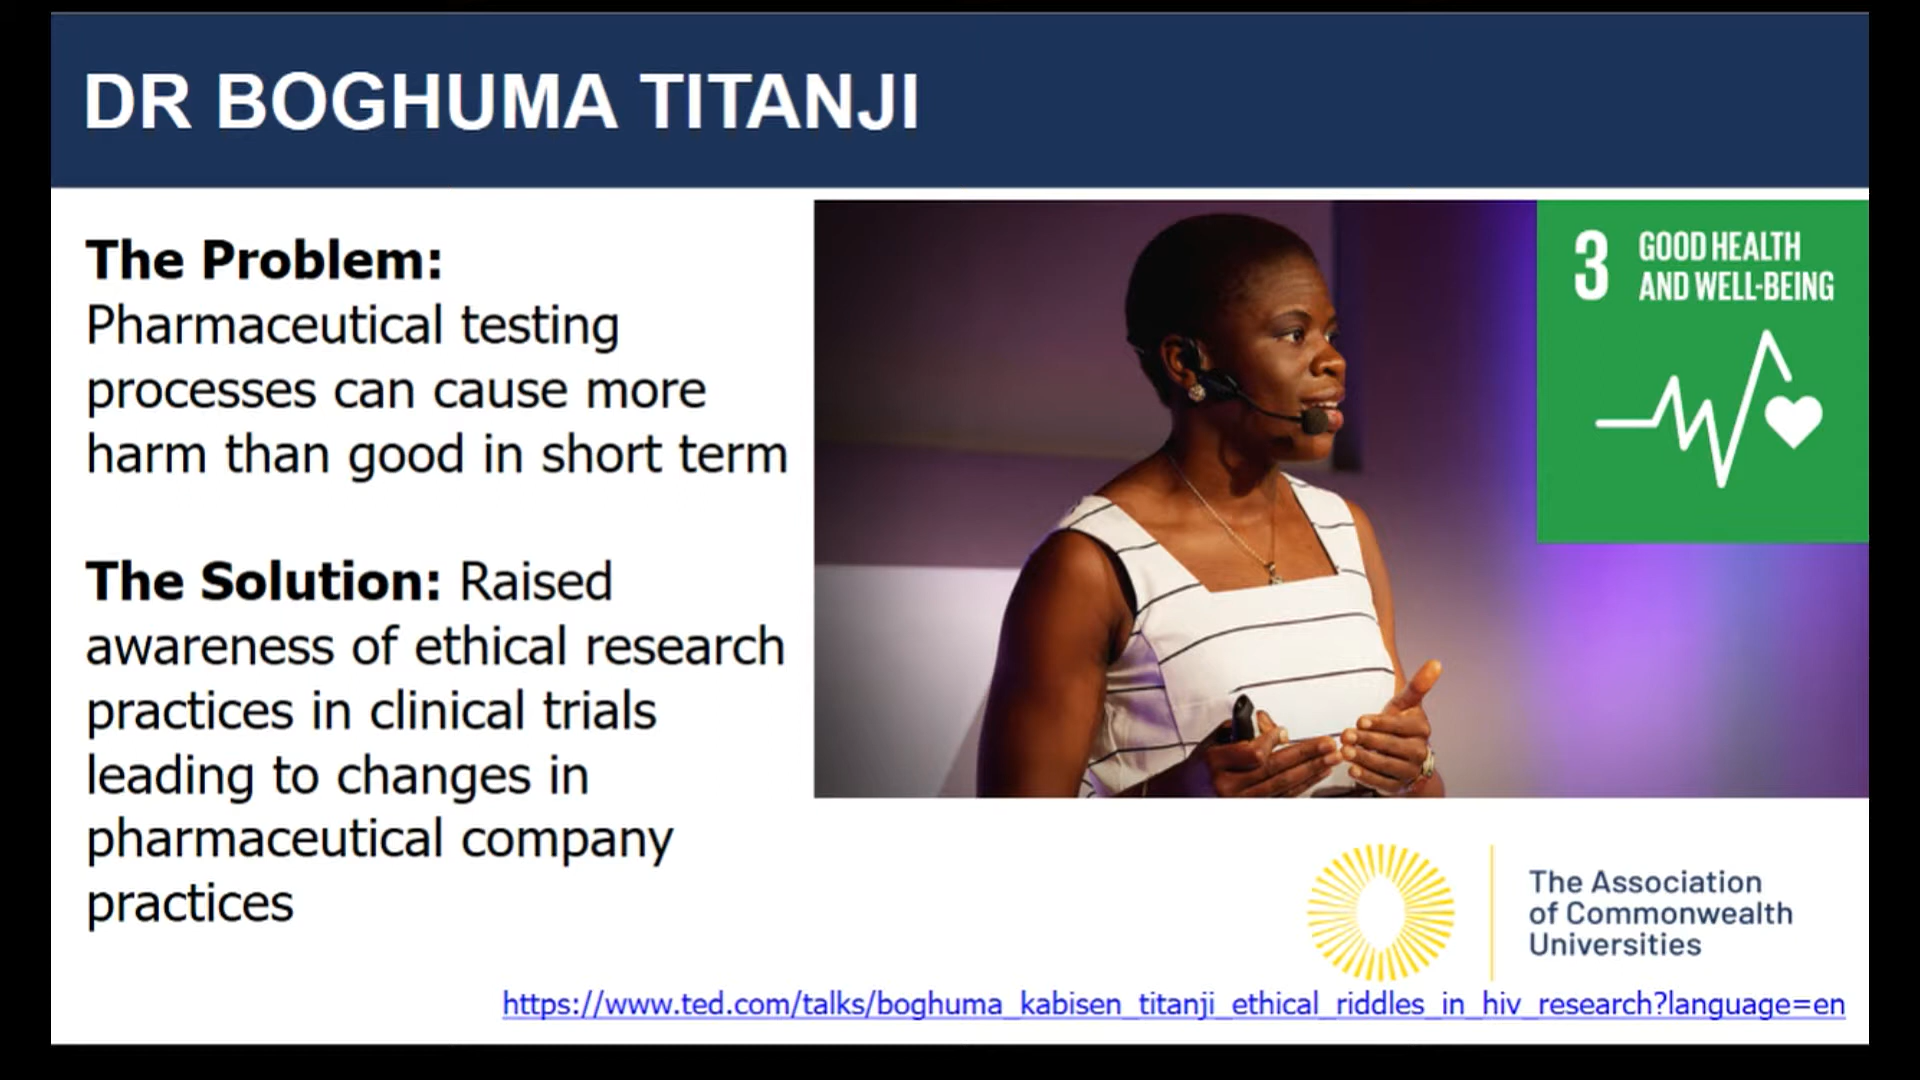 DR BOGHUMA TITANJI
The Problem:
Pharmaceutical testing
processes can cause more
harm than good in short term
The Solution: Raised
awareness of ethical research
practices in clinical trials
leading to changes in
pharmaceutical company
practices
3 GOOD HEALTH
AND WELL-BEING
The Association
of Commonwealth
Universities
https://www.ted.com/talks/boghuma_kabisen_titanji_ethical_riddles_in_hiv_research?language=en